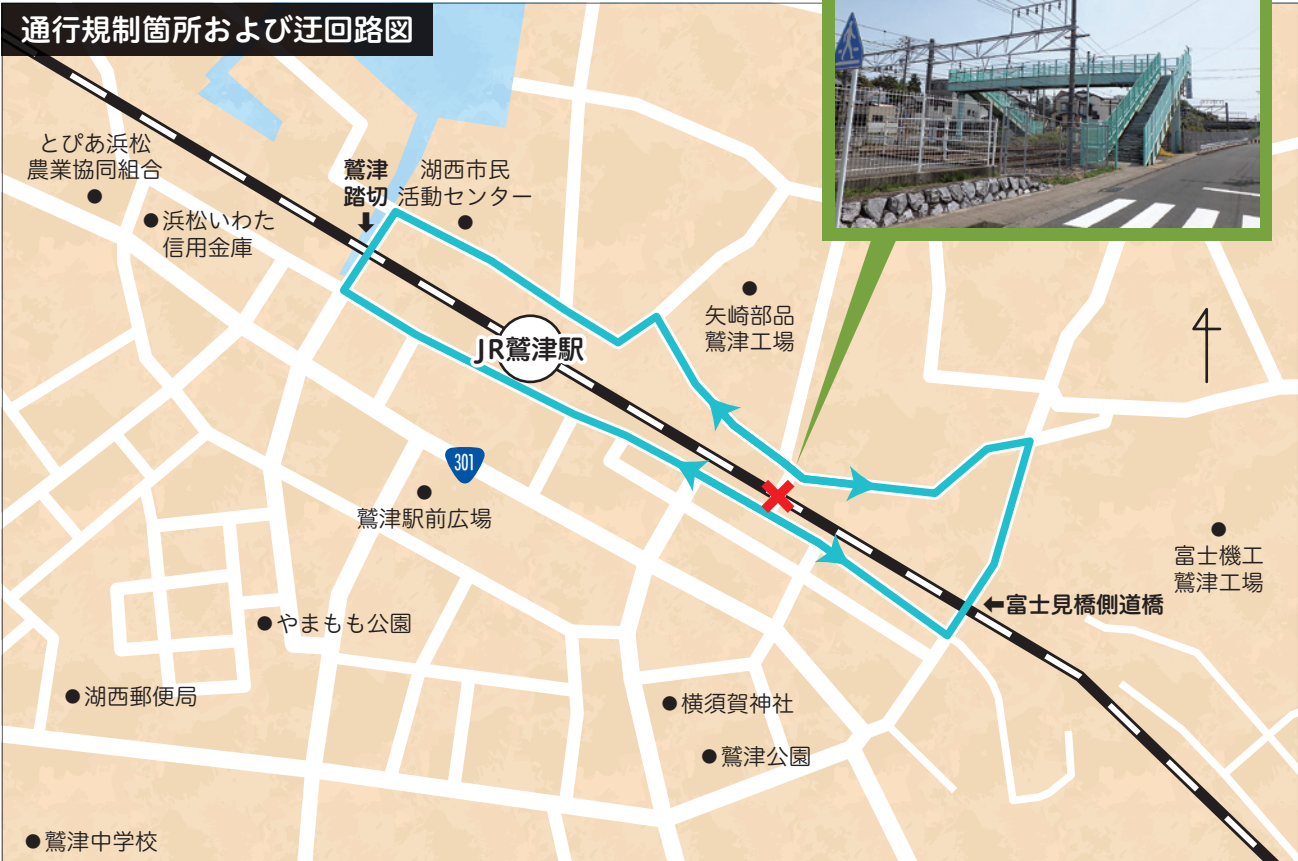 通行規制箇所および迂回路図
とぴあ浜松
農業協同組合
浜松いわた
信用金庫
鷲津
踏切
湖西市民
活動センター
JR鷲津駅
矢崎部品
鷲津工場
301
鷲津駅前広場
富士機工
鷲津工場
←富士見橋側道橋
やまもも公園
湖西郵便局
横須賀神社
鷲津公園
鷲津中学校